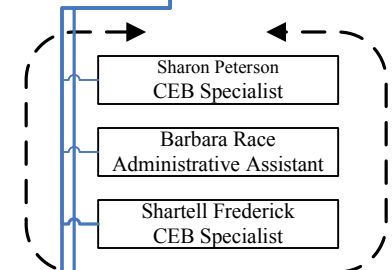 Sharon Peterson
CEB Specialist
Barbara Race
Administrative Assistant
Shartell Frederick
CEB Specialist